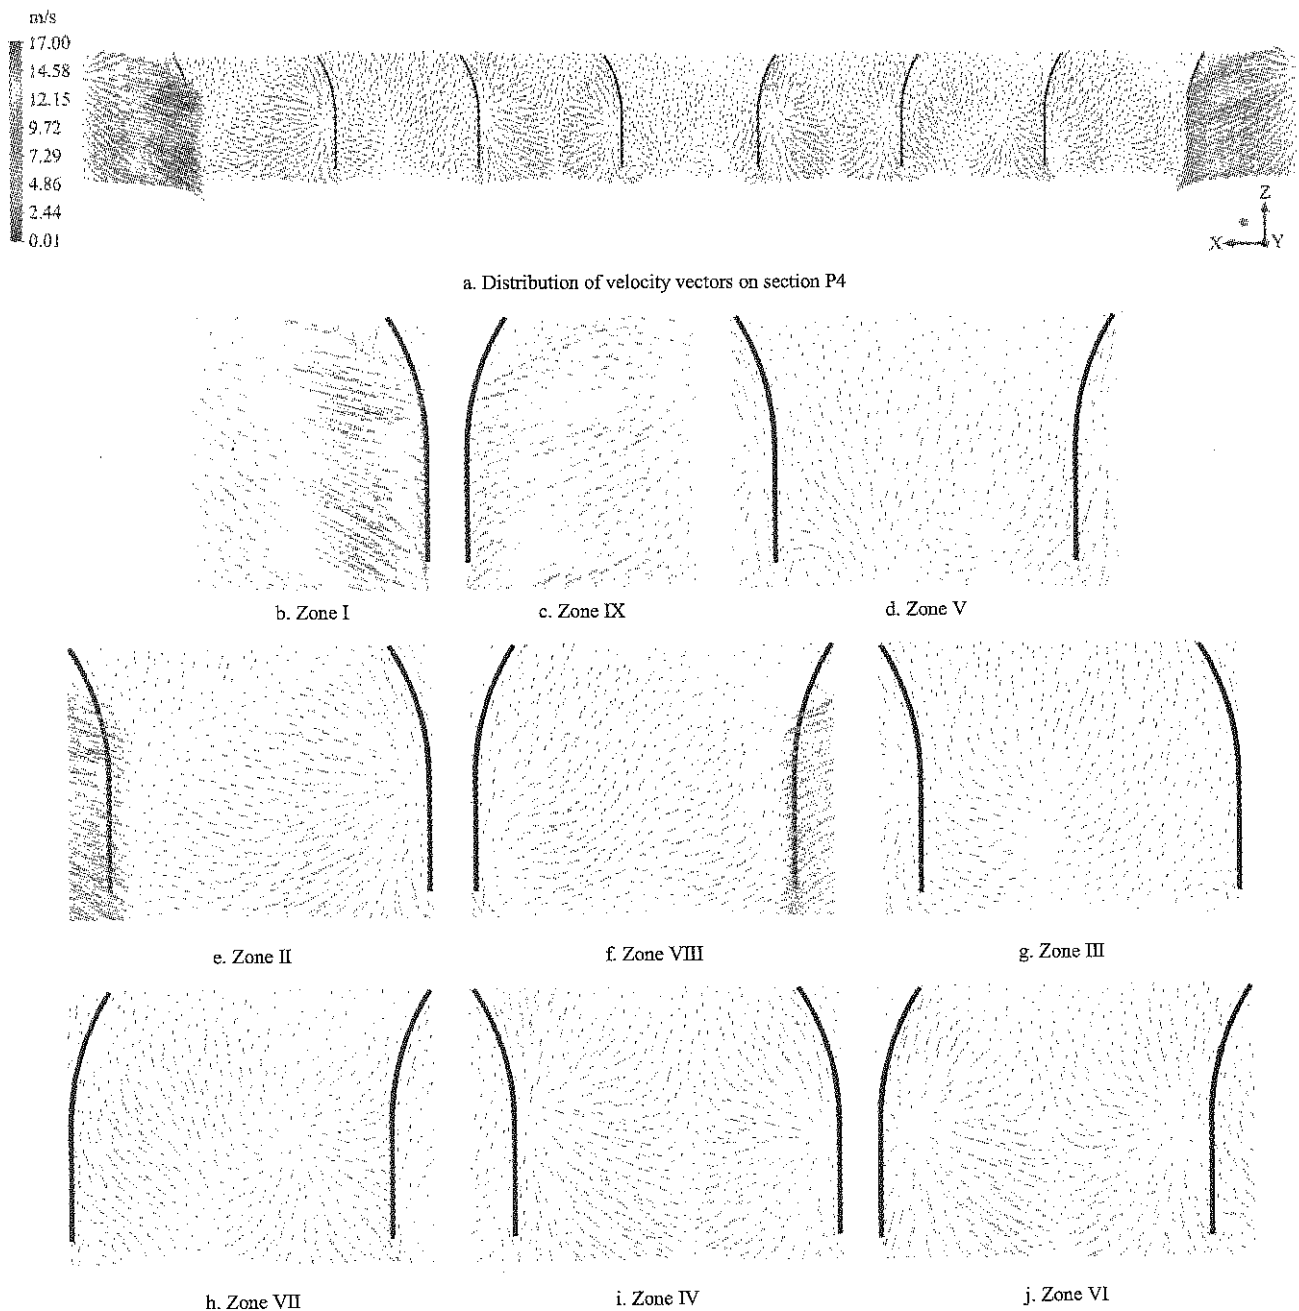 m/s
17.00
14.58
12.15
9.72
7.29
4.86
2.44
0.01
Z
X Y
a. Distribution of velocity vectors on section P4
b. Zone I
c. Zone IX
d. Zone V
e. Zone II
f. Zone VIII
g. Zone III
h. Zone VII
i. Zone IV
j. Zone VI